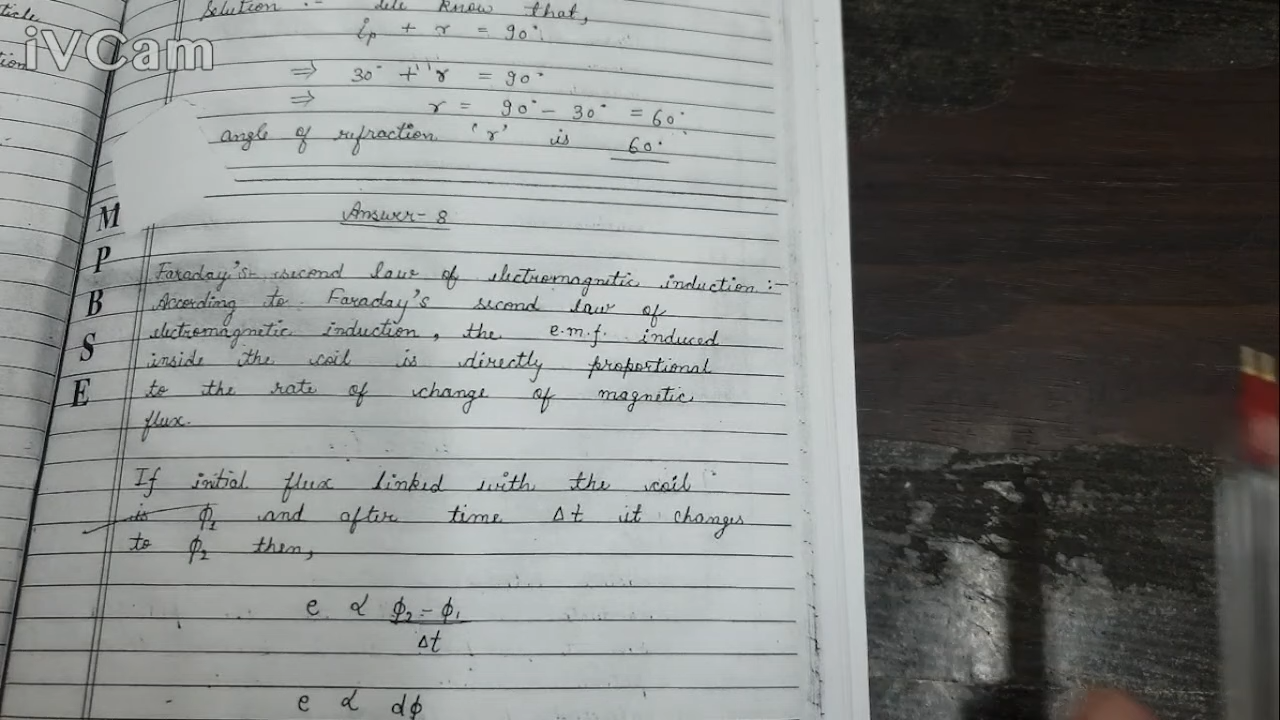 ticle
tion
iVCam
Solution :- We know that,
ip + r = 90°
⇒ 30° + r = 90°
⇒ r = 90° - 30° = 60°
angle of refraction 'r' is 60°
Answer- 8
M
P
B
S
E
Faraday's second law of electromagnetic induction :-
According to Faraday's second law of
electromagnetic induction, the e.m.f. induced
inside the coil is directly proportional
to the rate of change of magnetic
flux.
If initial flux linked with the coil
is ϕ1 and after time Δt it changes
to ϕ2 then,
e ∝ ϕ2 - ϕ1
Δt
e ∝ dϕ